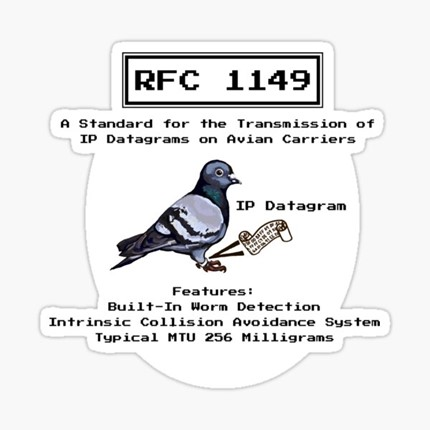 RFC 1149
A Standard for the Transmission of
IP Datagrams on Avian Carriers
IP Datagram
Features:
Built-In Worm Detection
Intrinsic Collision Avoidance System
Typical MTU 256 Milligrams